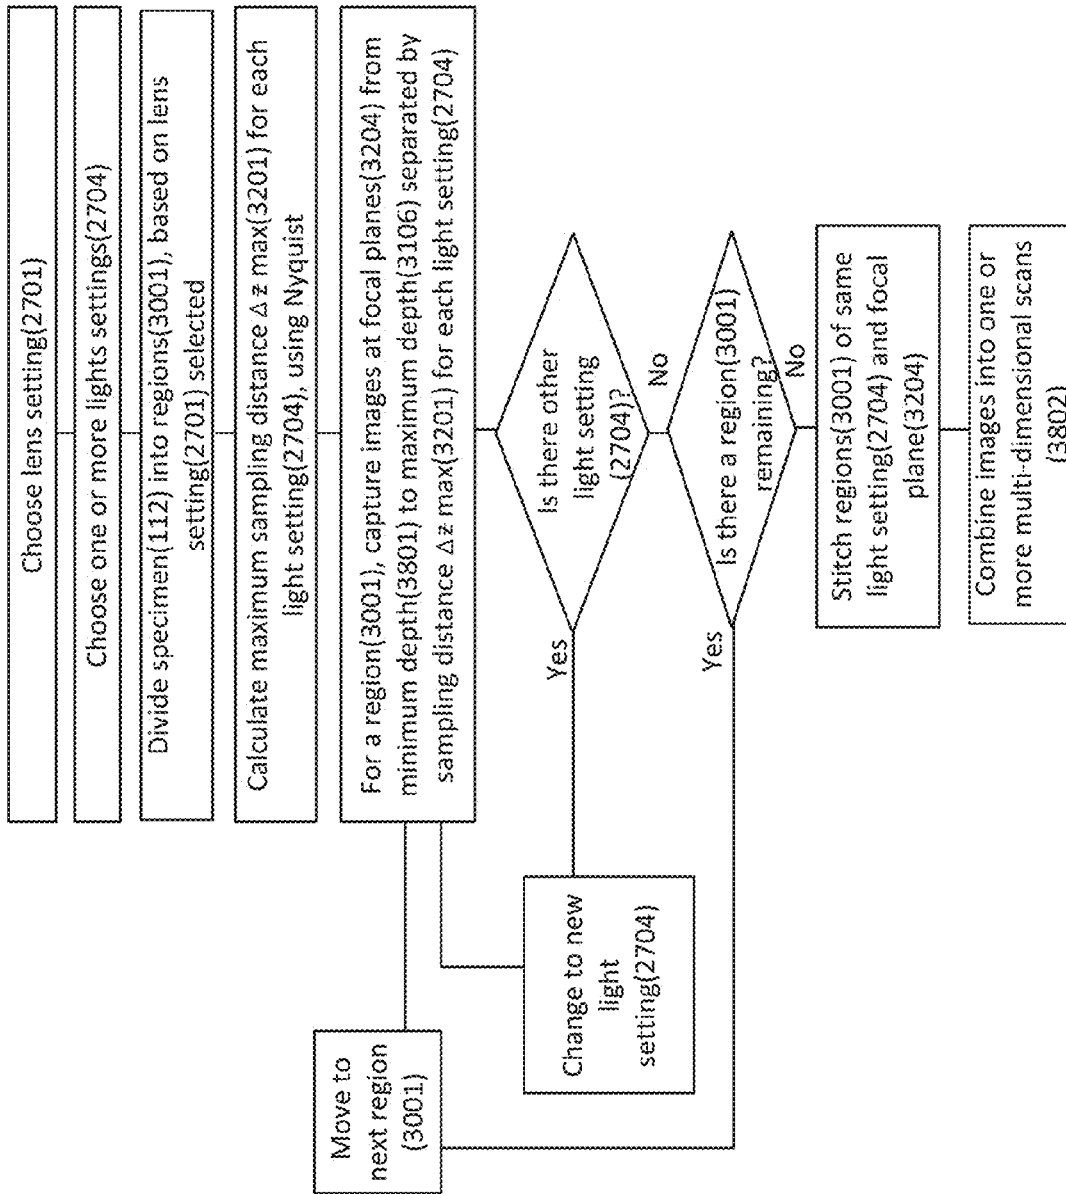 Choose lens setting(2701)
Choose one or more lights settings(2704)
Divide specimen(112) into regions(3001), based on lens
setting(2701) selected
Calculate maximum sampling distance Δz max(3201) for each
light setting(2704), using Nyquist
For a region(3001), capture images at focal planes(3204) from
minimum depth(3801) to maximum depth(3106) separated by
sampling distance Δz max(3201) for each light setting(2704)
Is there other
light setting
(2704)?
Yes
No
Change to new
light
setting(2704)
Is there a region(3001)
remaining?
Yes
No
Move to
next region
(3001)
Stitch regions(3001) of same
light setting(2704) and focal
plane(3204)
Combine images into one or
more multi-dimensional scans
(3802)